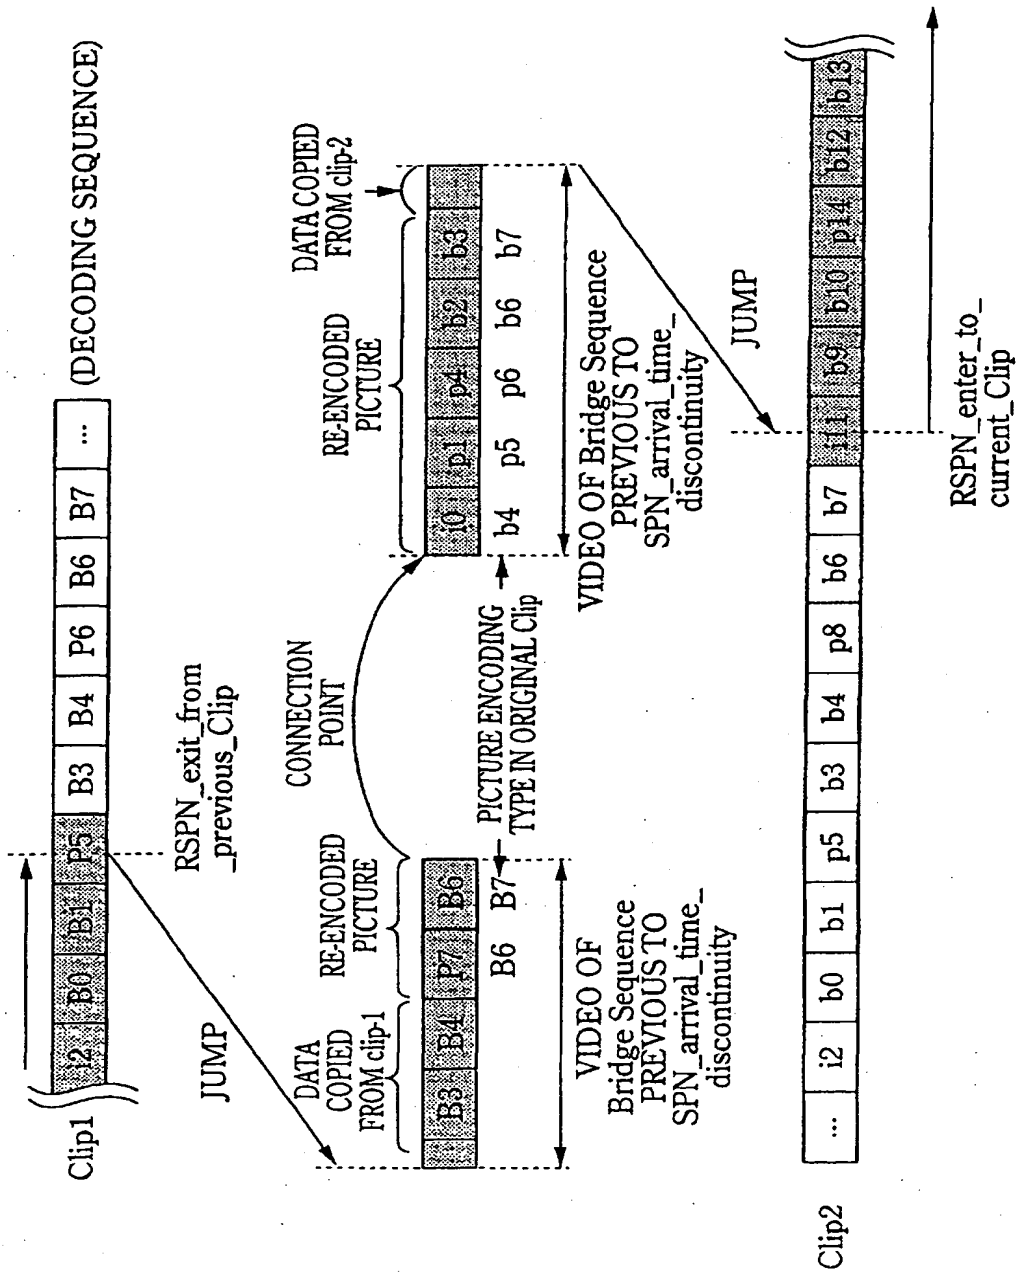 Clip1
i2 B0 B1 P5 B3 B4 P6 B6 B7 ... (DECODING SEQUENCE)
JUMP
RSPN_exit_from
_previous_Clip
DATA
COPIED
FROM clip-1
RE-ENCODED
PICTURE
CONNECTION
POINT
RE-ENCODED
PICTURE
DATA COPIED
FROM clip-2
B3 B4 P7 B6
i0 p1 p4 b2 b3
B6 B7
PICTURE ENCODING
TYPE IN ORIGINAL Clip
b4 p5 p6 b6 b7
VIDEO OF
Bridge Sequence
PREVIOUS TO
SPN_arrival_time_
discontinuity
VIDEO OF Bridge Sequence
PREVIOUS TO
SPN_arrival_time_
discontinuity
JUMP
Clip2
... i2 b0 b1 p5 b3 b4 p8 b6 b7 i11 b9 b10 p14 b12 b13
RSPN_enter_to_
current_Clip